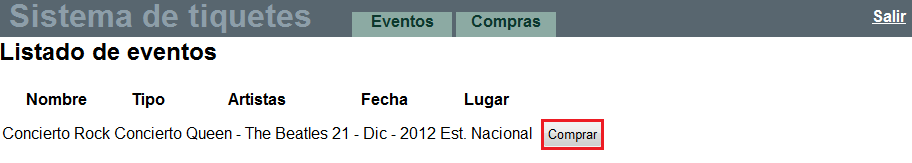 Sistema de tiquetes Eventos Compras Salir
Listado de eventos
Nombre Tipo Artistas Fecha Lugar
Concierto Rock Concierto Queen - The Beatles 21 - Dic - 2012 Est. Nacional Comprar